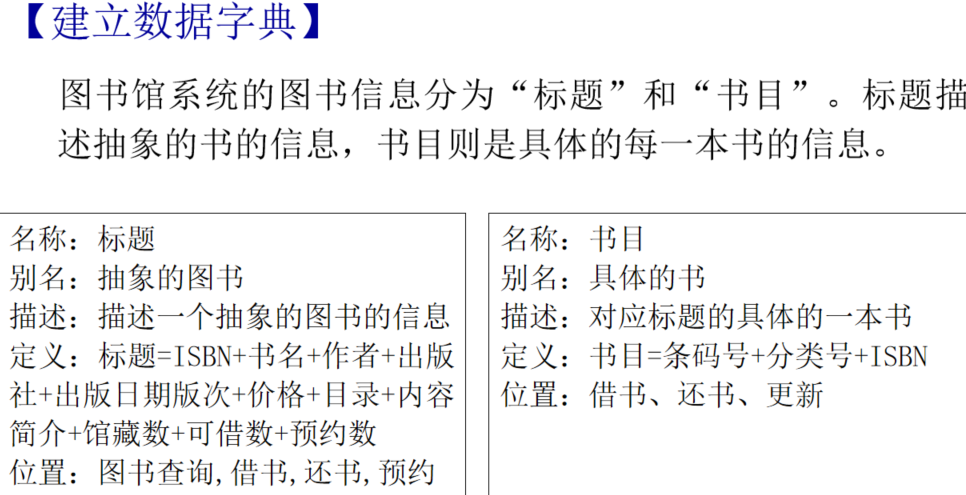 【建立数据字典】
图书馆系统的图书信息分为“标题”和“书目”。标题描
述抽象的书的信息，书目则是具体的每一本书的信息。
名称：标题
别名：抽象的图书
描述：描述一个抽象的图书的信息
定义：标题=ISBN+书名+作者+出版
社+出版日期版次+价格+目录+内容
简介+馆藏数+可借数+预约数
位置：图书查询,借书,还书,预约
名称：书目
别名：具体的书
描述：对应标题的具体的一本书
定义：书目=条码号+分类号+ISBN
位置：借书、还书、更新